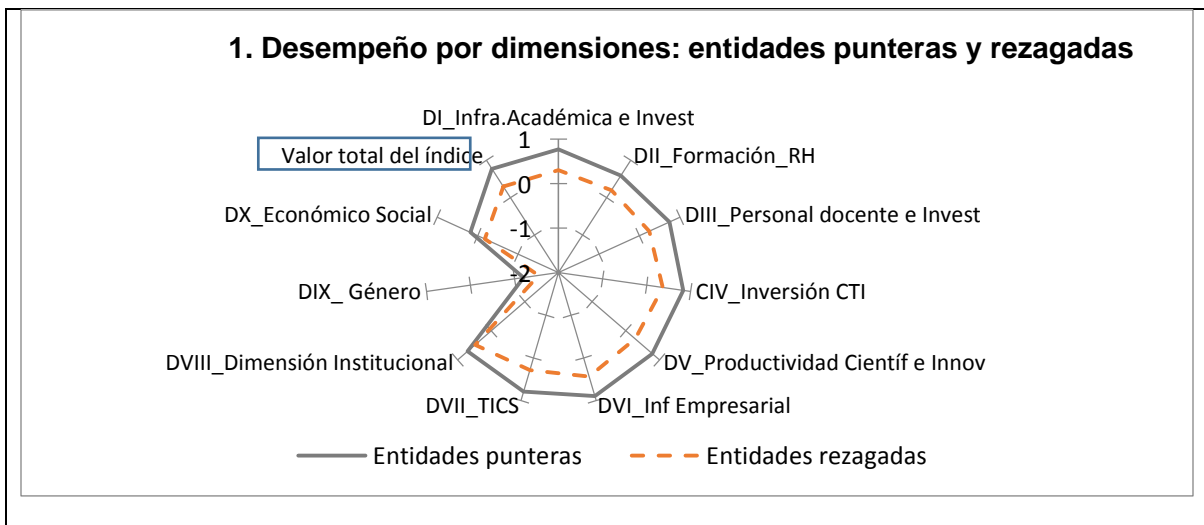 1. Desempeño por dimensiones: entidades punteras y rezagadas
DI_Infra.Académica e Invest
1
Valor total del índice
DII_Formación_RH
0
DX_Económico Social
DIII_Personal docente e Invest
-1
-2
DIX_ Género
CIV_Inversión CTI
DVIII_Dimensión Institucional
DV_Productividad Científ e Innov
DVII_TICS
DVI_Inf Empresarial
Entidades punteras
Entidades rezagadas